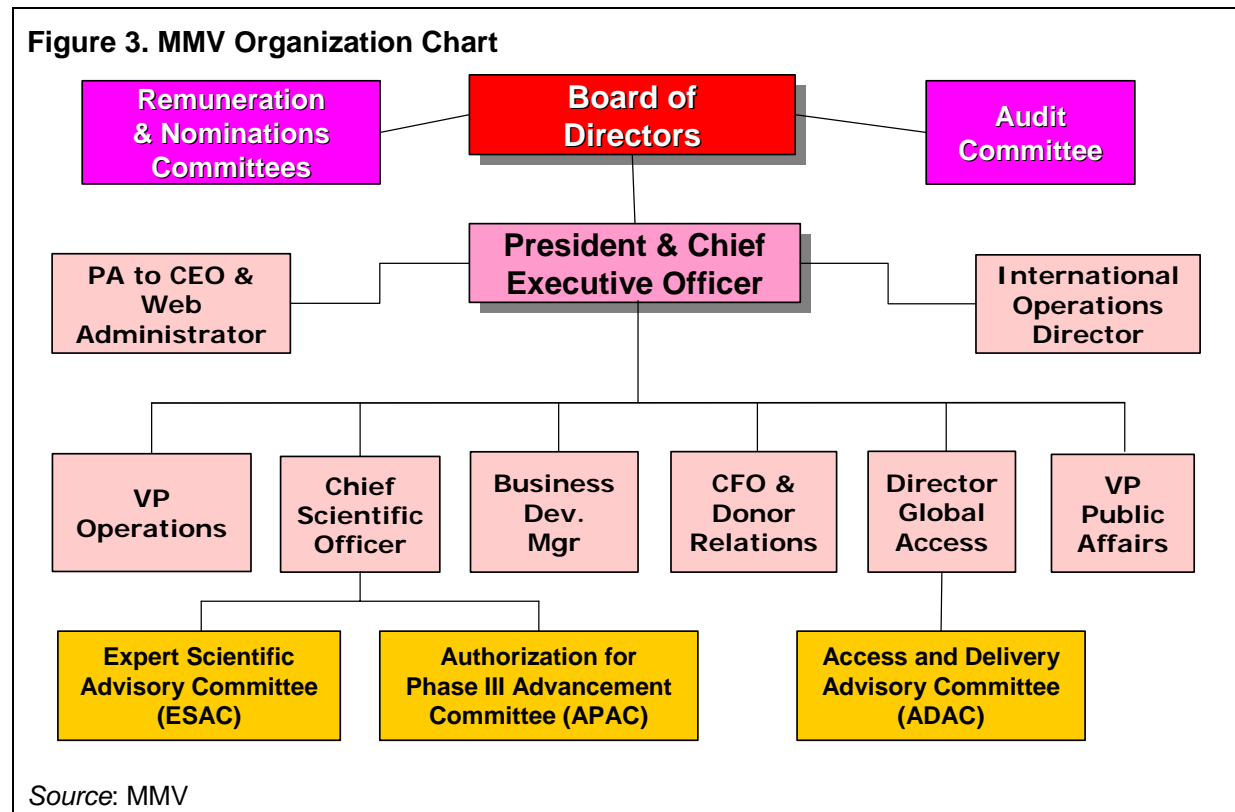 Figure 3. MMV Organization Chart
Remuneration
& Nominations
Committees
Board of
Directors
Audit
Committee
PA to CEO &
Web
Administrator
President & Chief
Executive Officer
International
Operations
Director
VP
Operations
Chief
Scientific
Officer
Business
Dev.
Mgr
CFO &
Donor
Relations
Director
Global
Access
VP
Public
Affairs
Expert Scientific
Advisory Committee
(ESAC)
Authorization for
Phase III Advancement
Committee (APAC)
Access and Delivery
Advisory Committee
(ADAC)
Source: MMV